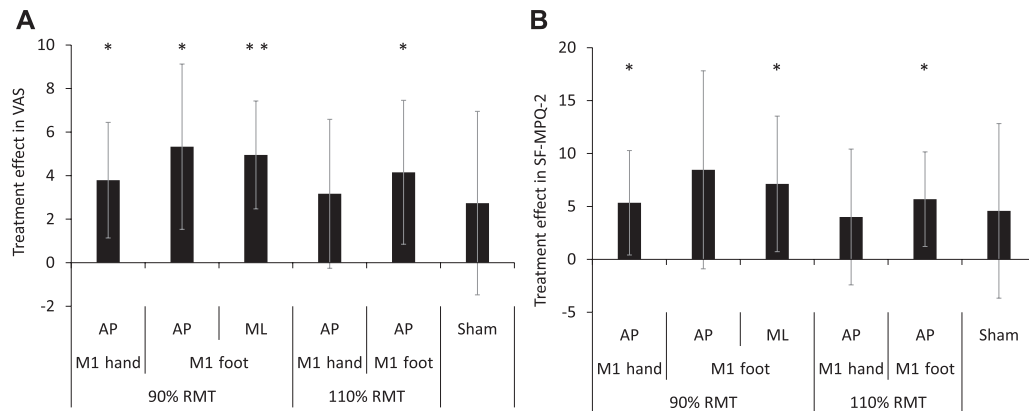 A
Treatment effect in VAS
10
8
6
4
2
0
-2
* * * * *
AP AP ML AP AP Sham
M1 hand M1 foot M1 hand M1 foot
90% RMT 110% RMT
B
Treatment effect in SF-MPQ-2
20
15
10
5
0
-5
* * *
AP AP ML AP AP Sham
M1 hand M1 foot M1 hand M1 foot
90% RMT 110% RMT